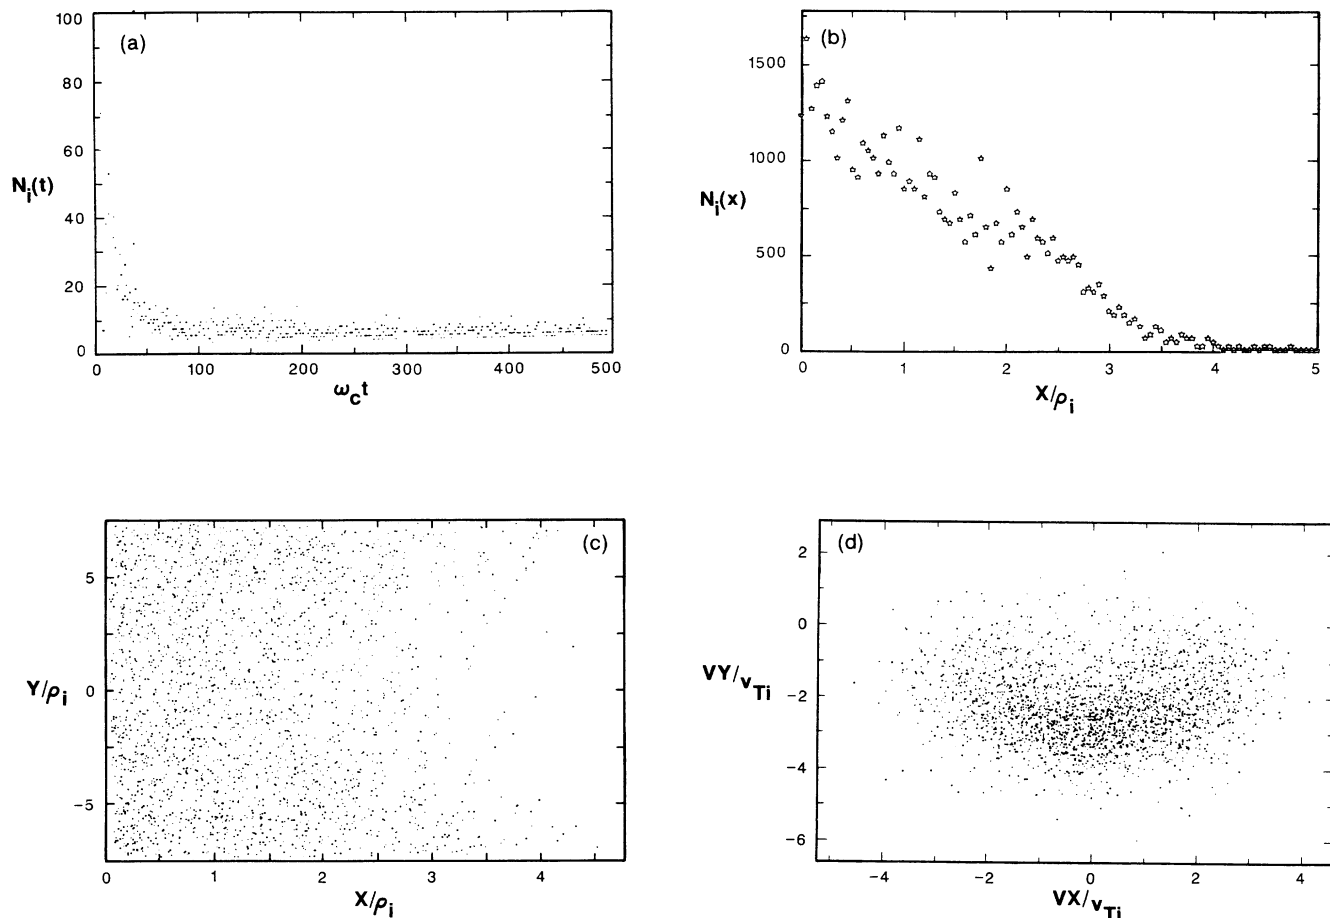 (a)
100
80
60
40
20
0
N_i(t)
0 100 200 300 400 500
ω_c t
(b)
1500
1000
500
0
N_i(x)
0 1 2 3 4 5
X/ρ_i
(c)
5
0
−5
Y/ρ_i
0 1 2 3 4
X/ρ_i
(d)
2
0
−2
−4
−6
VY/v_Ti
−4 −2 0 2 4
VX/v_Ti